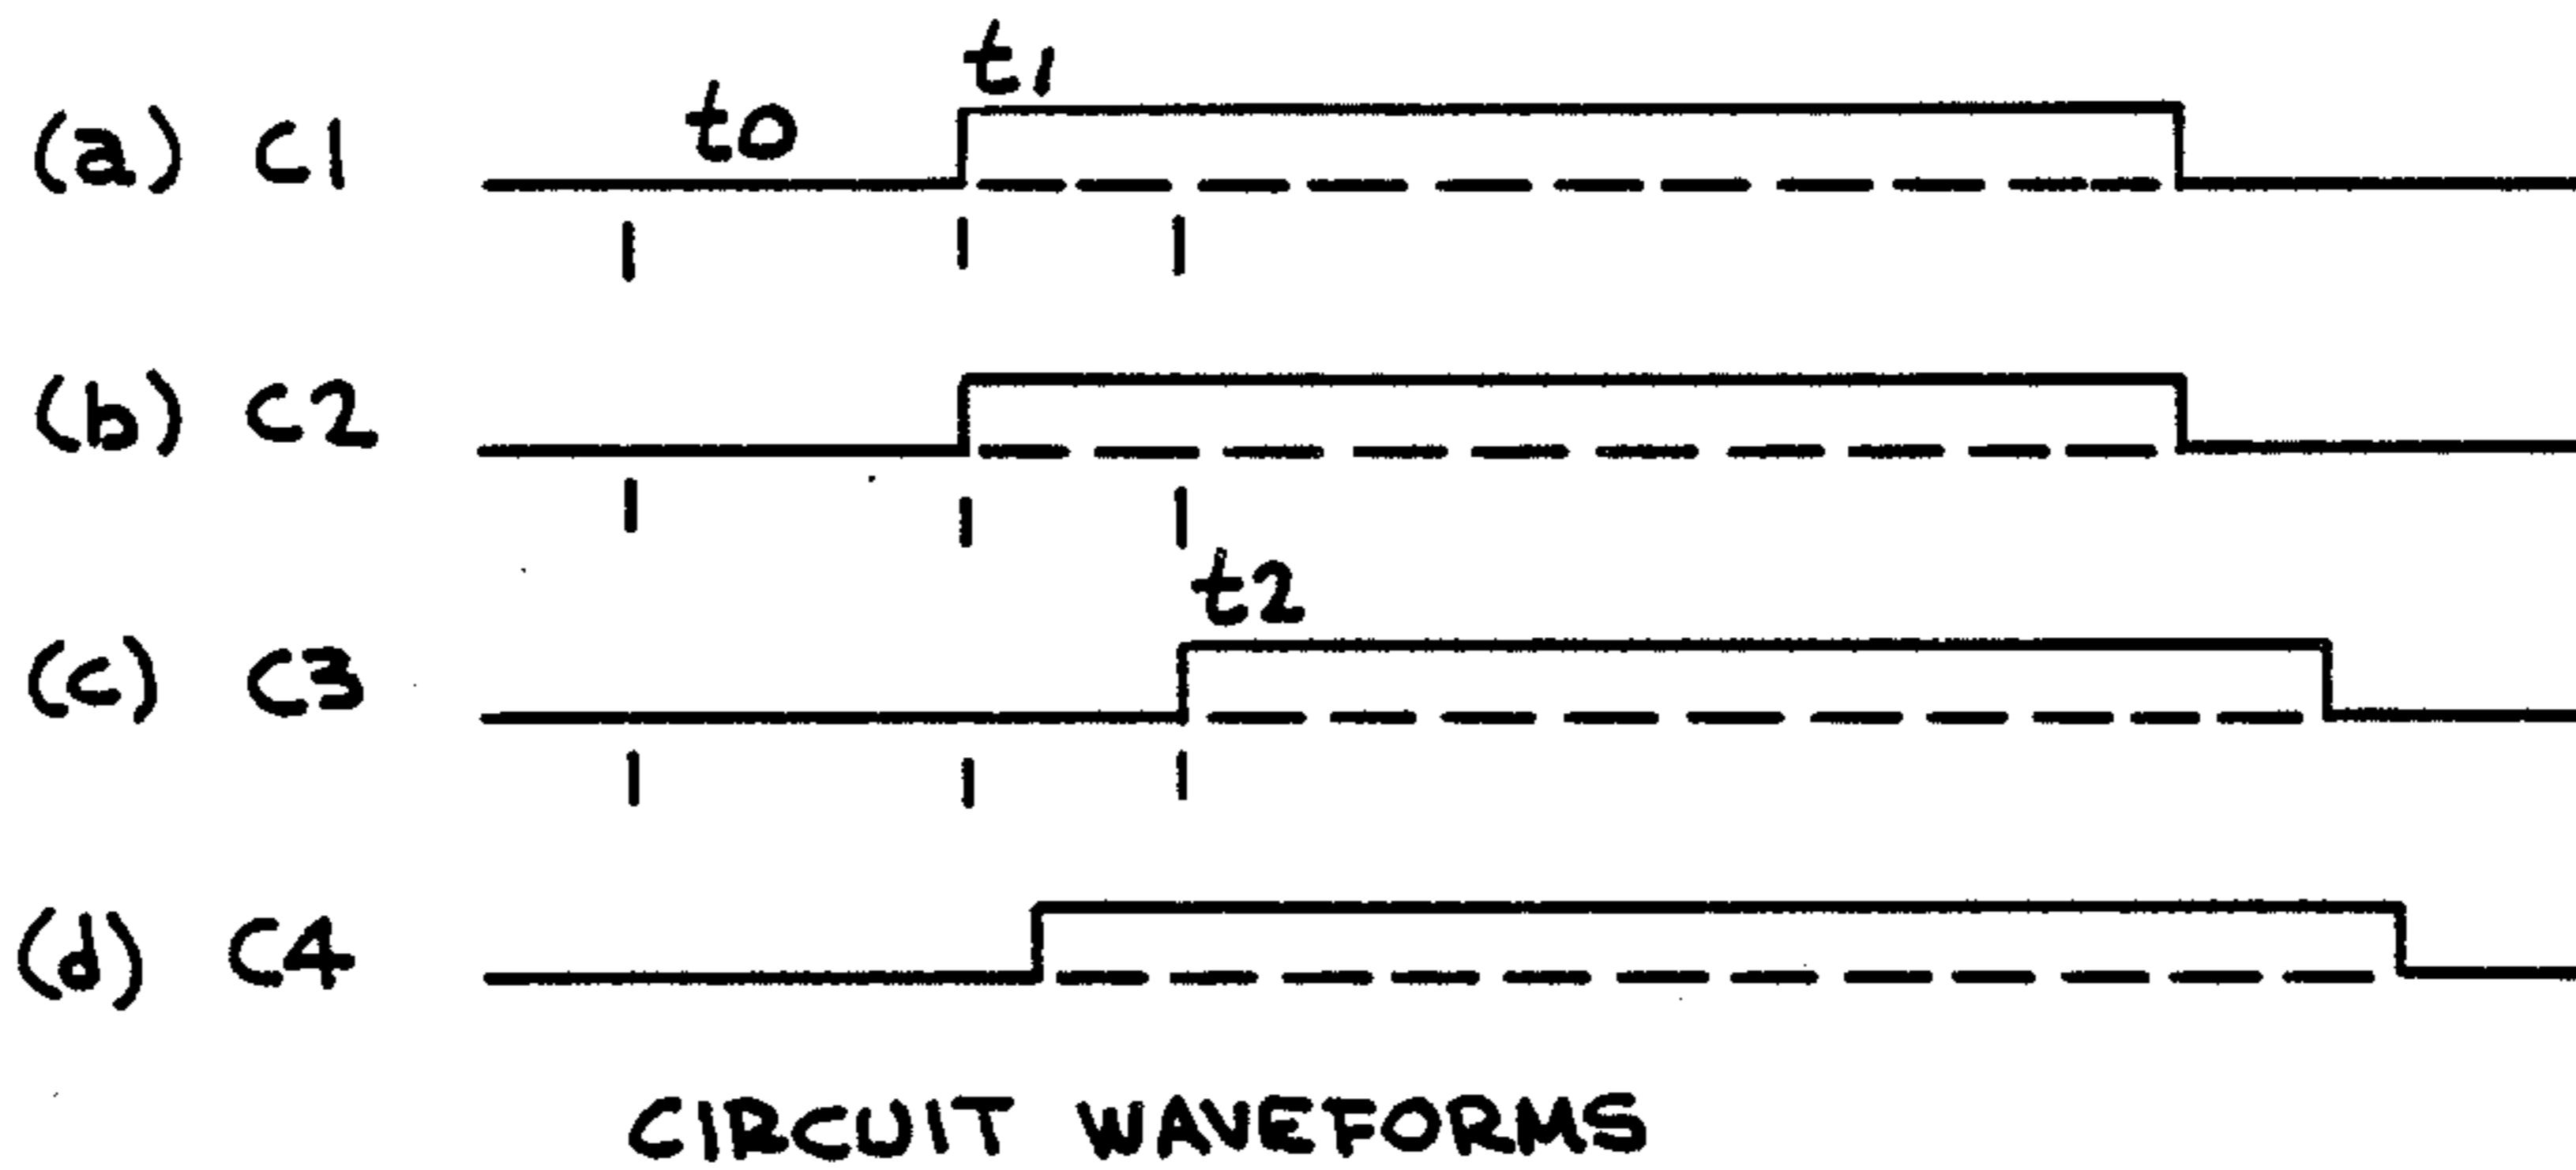 t1
t0
(a) C1
(b) C2
t2
(c) C3
(d) C4
CIRCUIT WAVEFORMS